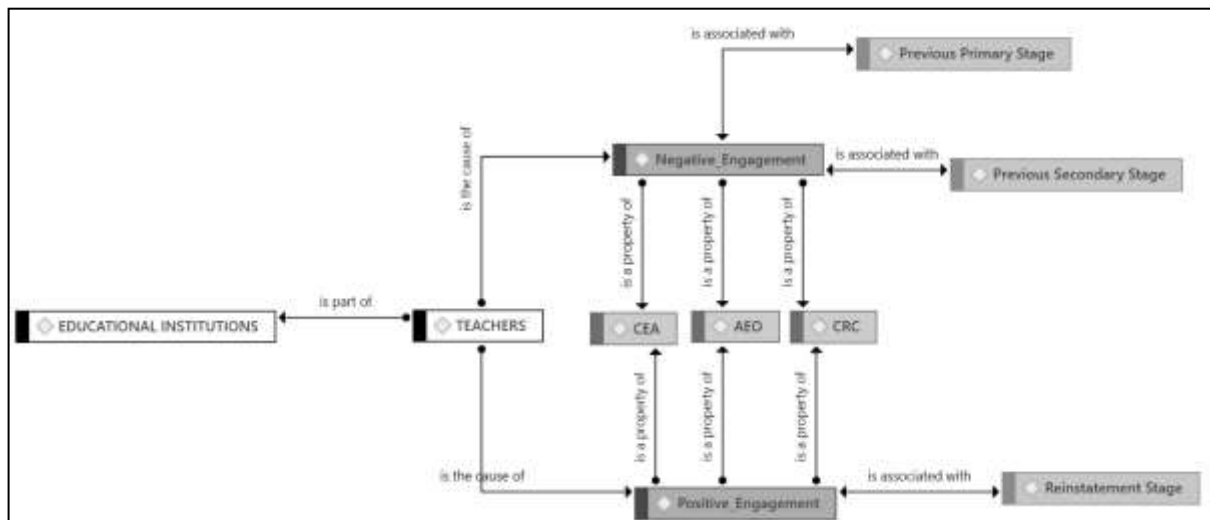 is associated with
Previous Primary Stage
Negative_Engagement
is associated with
Previous Secondary Stage
is the cause of
is a property of
is a property of
is a property of
is part of
EDUCATIONAL INSTITUTIONS
TEACHERS
CEA
AEO
CRC
is a property of
is a property of
is a property of
is the cause of
is associated with
Positive_Engagement
Reinstatement Stage